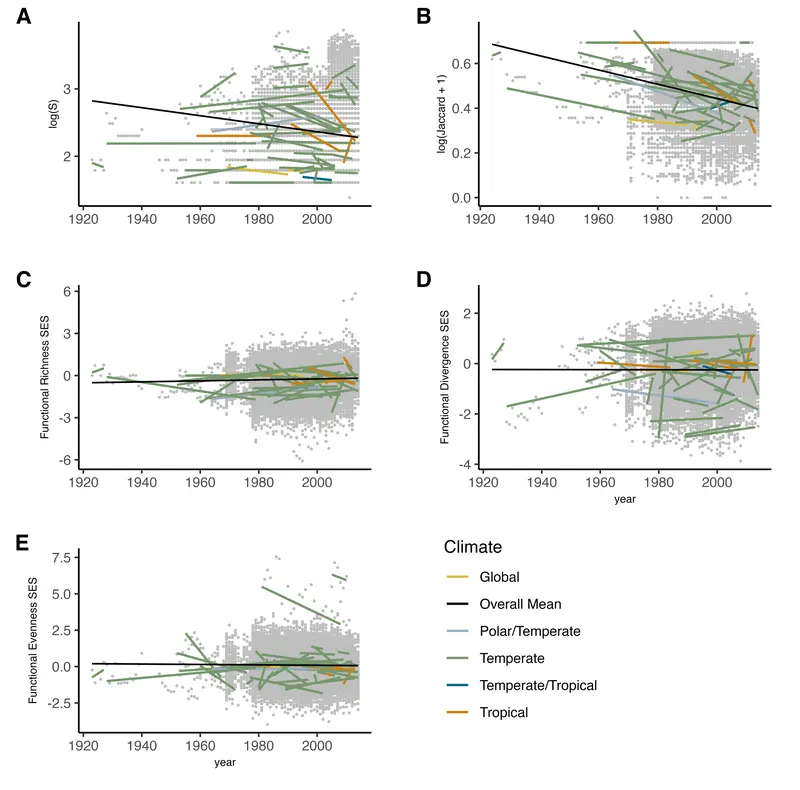 A
B
3
2
log(S)
1920 1940 1960 1980 2000
0.6
0.4
0.2
0.0
log(Jaccard + 1)
1920 1940 1960 1980 2000
C
D
6
3
0
-3
-6
Functional Richness SES
1920 1940 1960 1980 2000
2
0
-2
-4
Functional Divergence SES
1920 1940 1960 1980 2000
year
E
7.5
5.0
2.5
0.0
-2.5
Functional Evenness SES
1920 1940 1960 1980 2000
year
Climate
Global
Overall Mean
Polar/Temperate
Temperate
Temperate/Tropical
Tropical